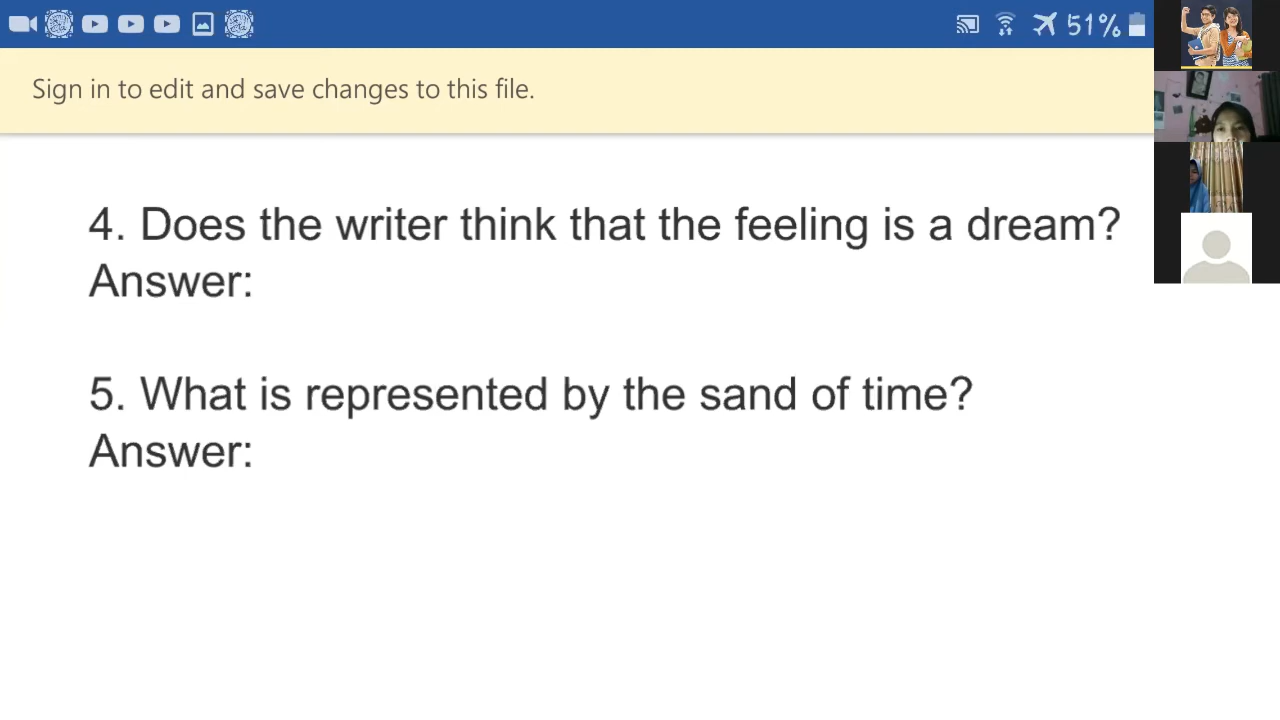 51%
Sign in to edit and save changes to this file.
4. Does the writer think that the feeling is a dream?
Answer:
5. What is represented by the sand of time?
Answer: